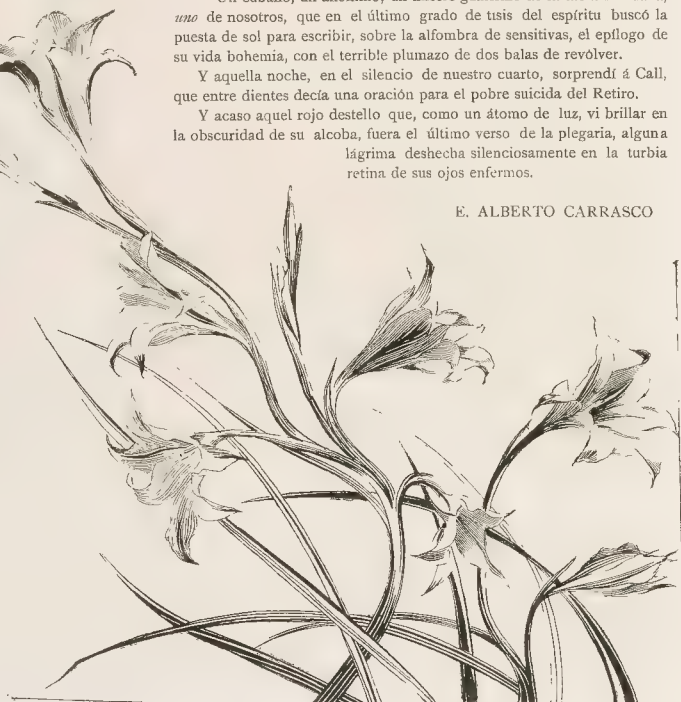 uno de nosotros, que en el último grado de tisis del espíritu buscó la
puesta de sol para escribir, sobre la alfombra de sensitivas, el epílogo de
su vida bohemia, con el terrible plumazo de dos balas de revólver.
Y aquella noche, en el silencio de nuestro cuarto, sorprendí á Call,
que entre dientes decía una oración para el pobre suicida del Retiro.
Y acaso aquel rojo destello que, como un átomo de luz, vi brillar en
la obscuridad de su alcoba, fuera el último verso de la plegaria, alguna
lágrima deshecha silenciosamente en la turbia
retina de sus ojos enfermos.
E. ALBERTO CARRASCO